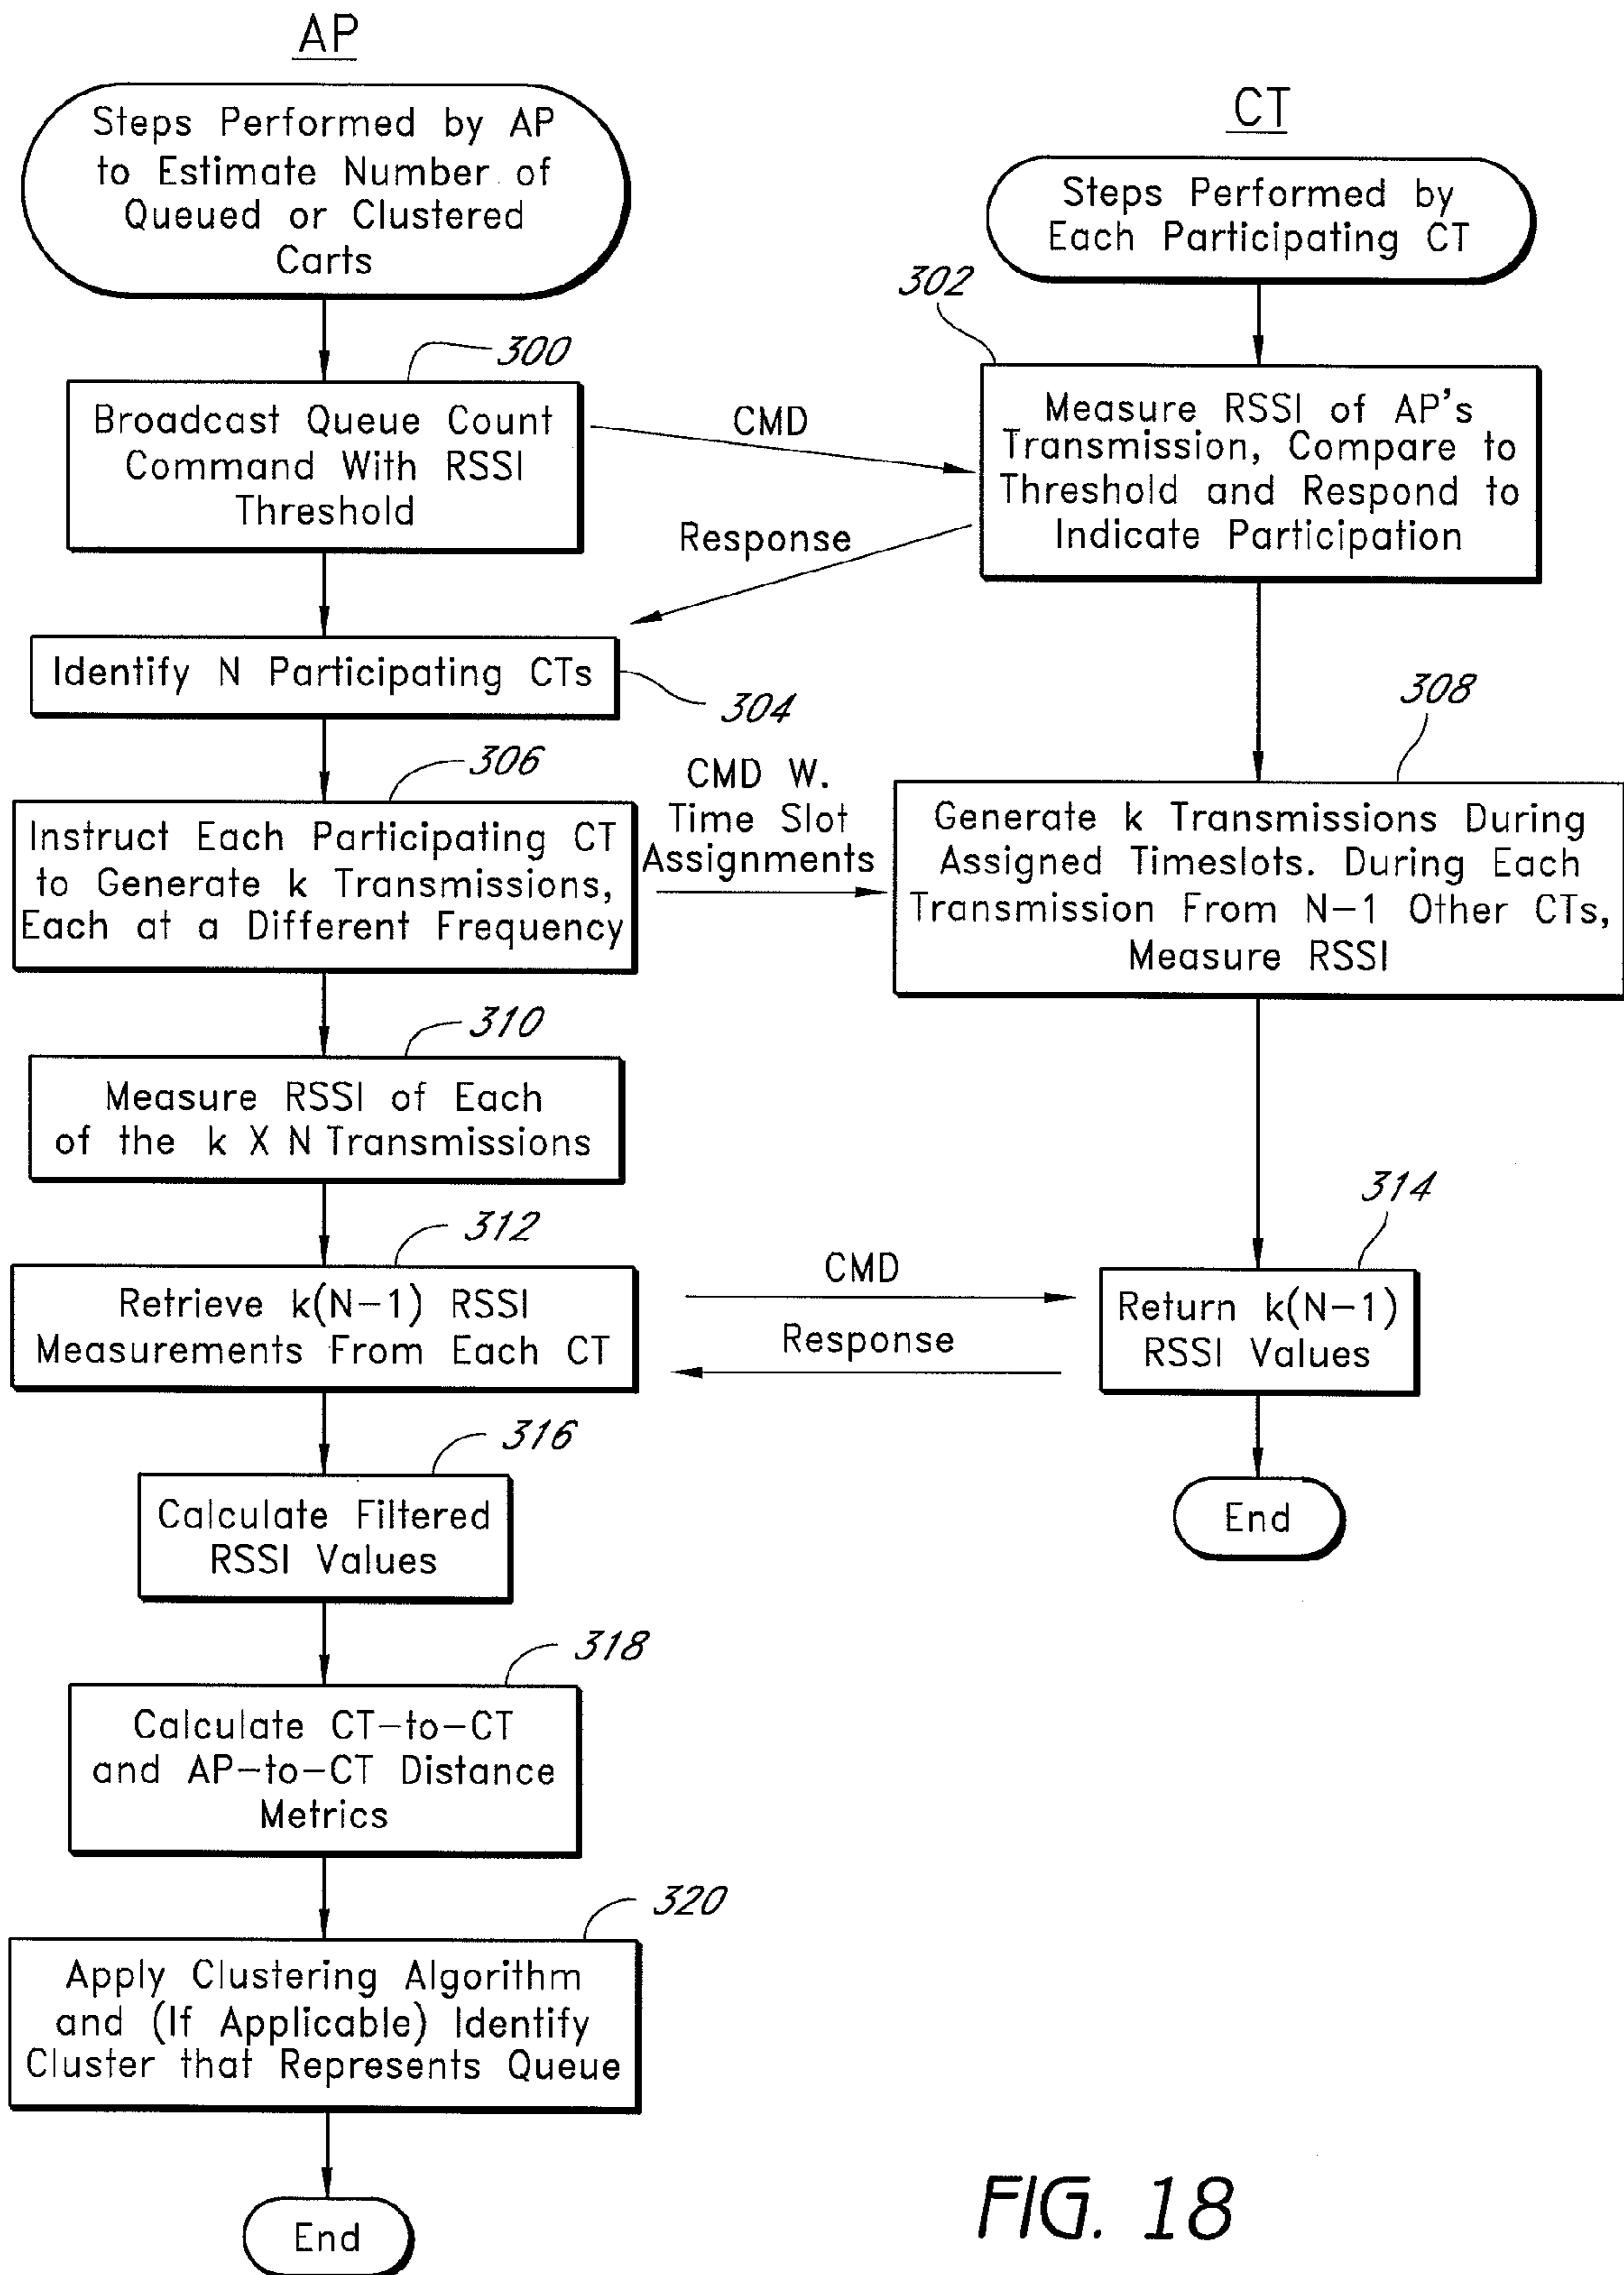 AP
Steps Performed by AP
to Estimate Number of
Queued or Clustered
Carts
CT
Steps Performed by
Each Participating CT
300
Broadcast Queue Count
Command With RSSI
Threshold
CMD
302
Measure RSSI of AP's
Transmission, Compare to
Threshold and Respond to
Indicate Participation
Response
Identify N Participating CTs
304
306
Instruct Each Participating CT
to Generate k Transmissions,
Each at a Different Frequency
CMD W.
Time Slot
Assignments
308
Generate k Transmissions During
Assigned Timeslots. During Each
Transmission From N-1 Other CTs,
Measure RSSI
310
Measure RSSI of Each
of the k X N Transmissions
312
Retrieve k(N-1) RSSI
Measurements From Each CT
CMD
Response
314
Return k(N-1)
RSSI Values
End
316
Calculate Filtered
RSSI Values
318
Calculate CT-to-CT
and AP-to-CT Distance
Metrics
320
Apply Clustering Algorithm
and (If Applicable) Identify
Cluster that Represents Queue
End
FIG. 18